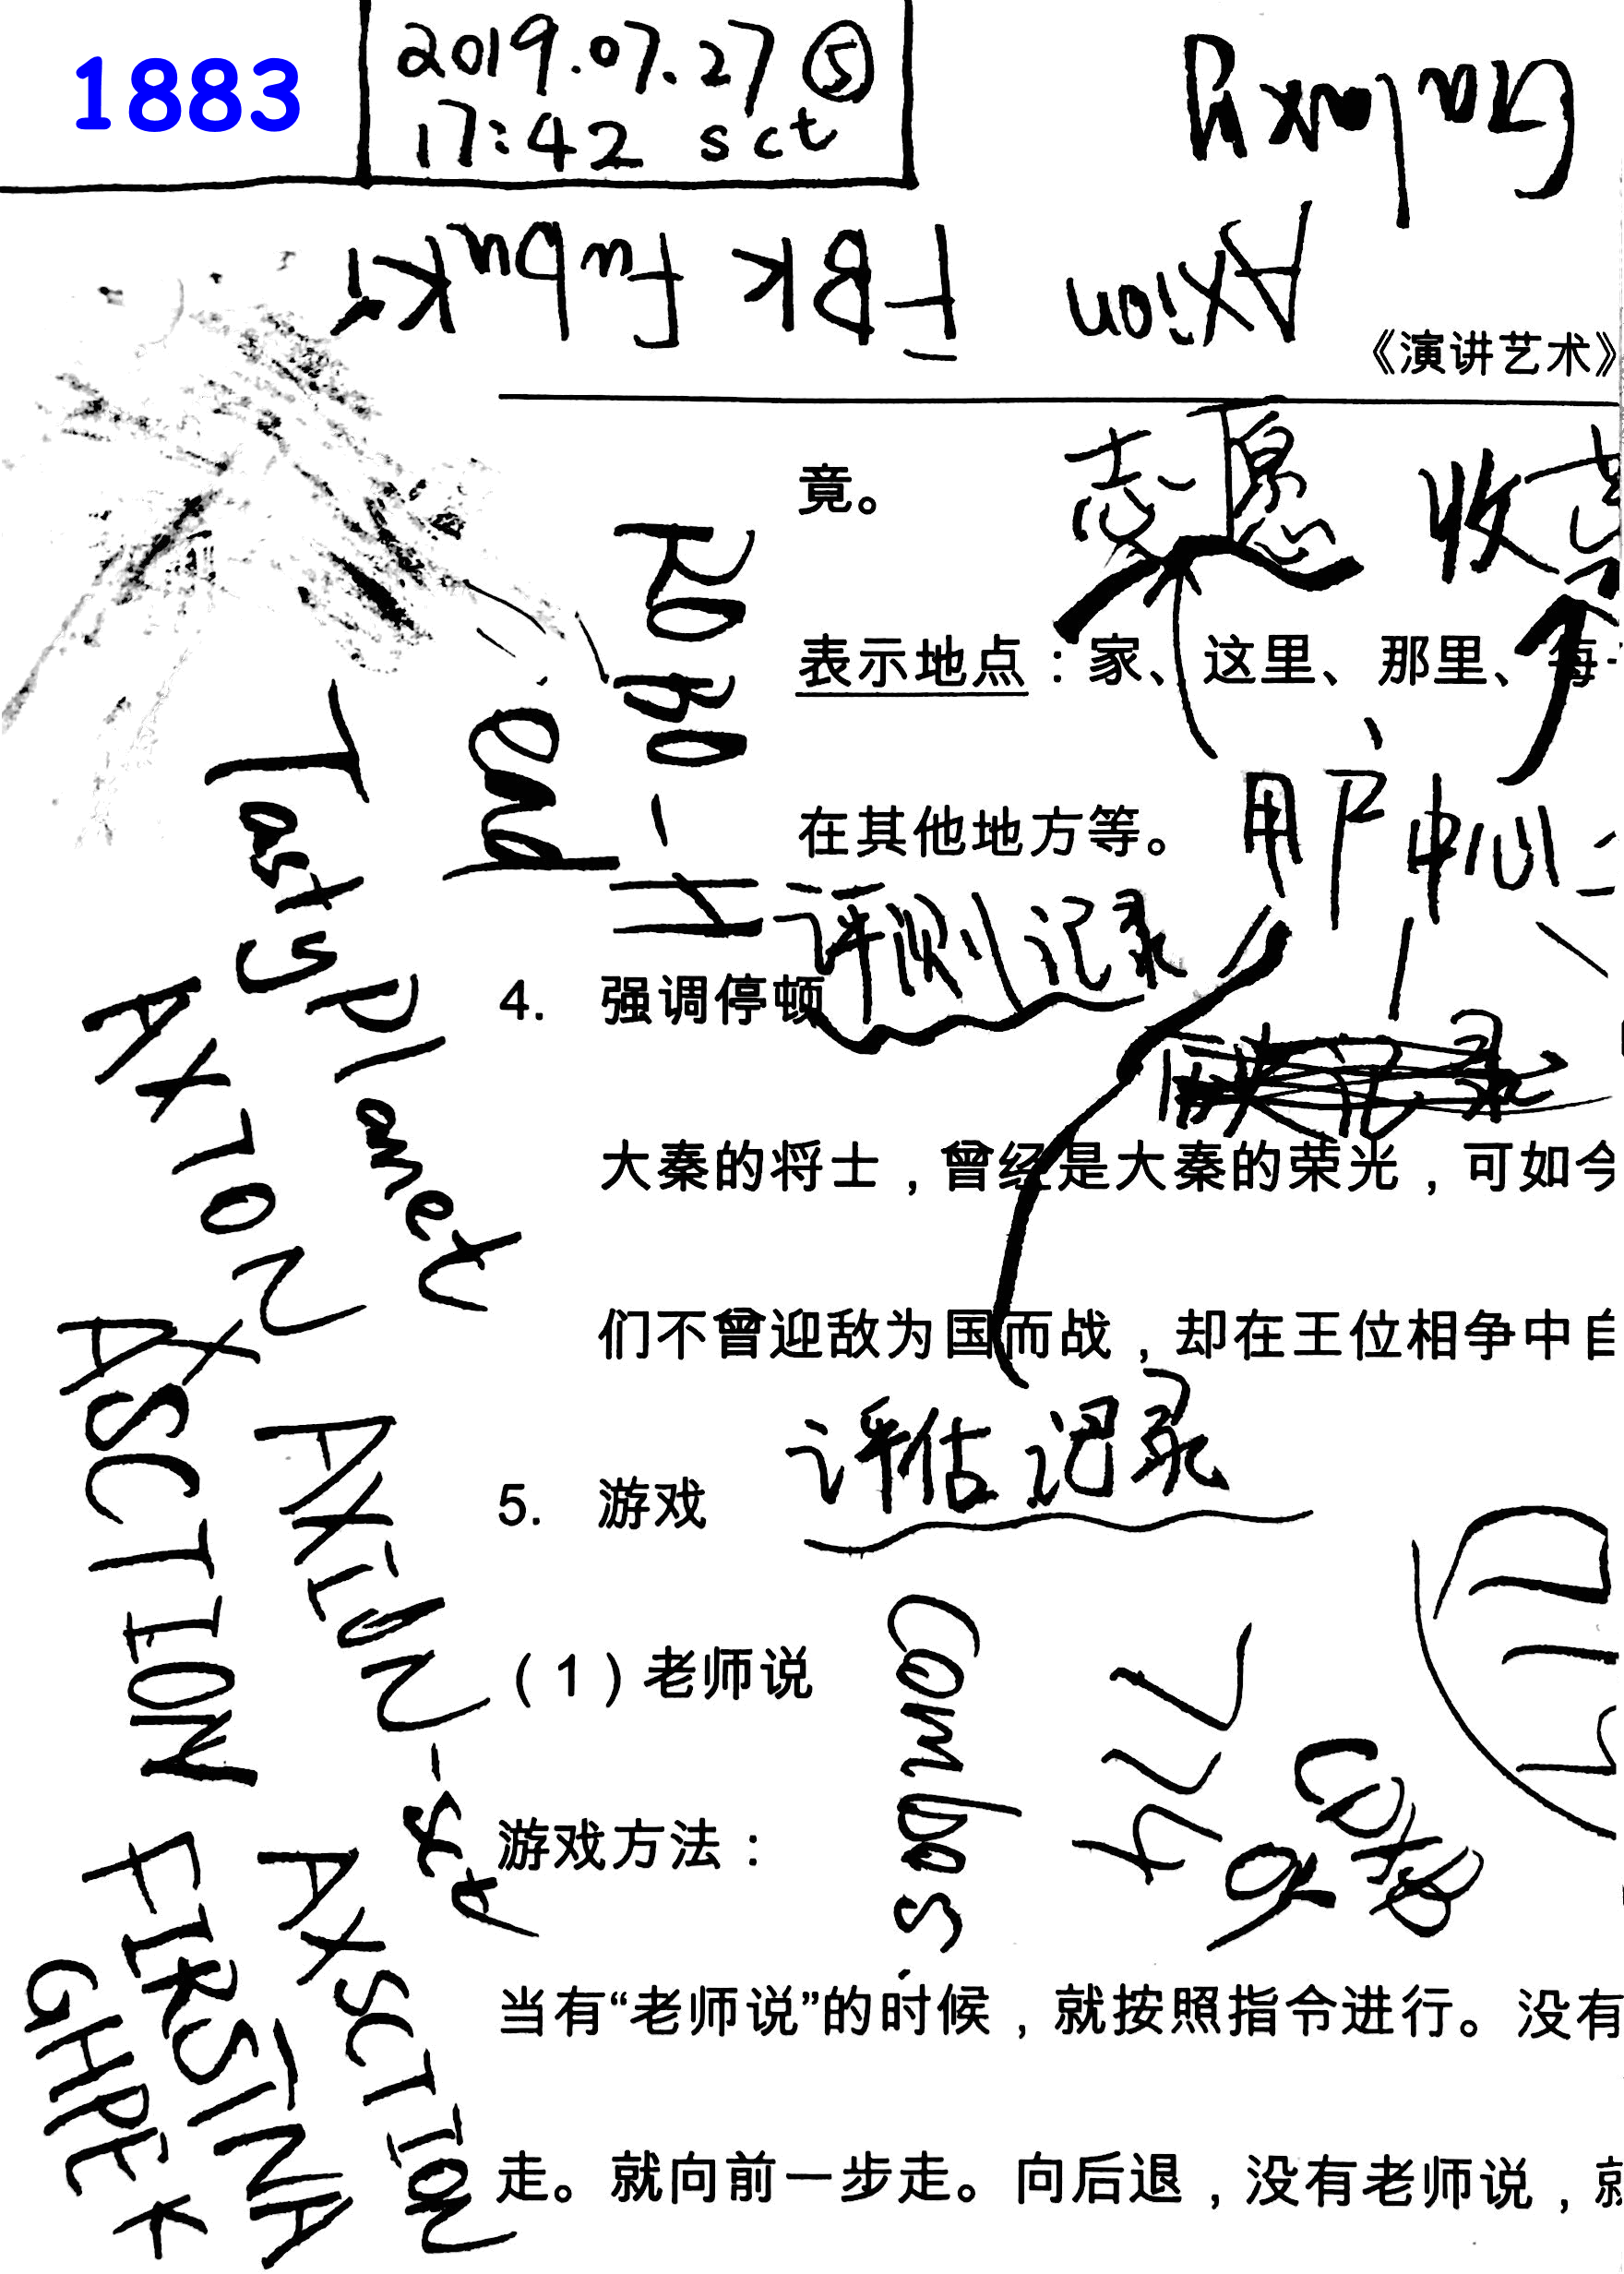 1883
2019.07.27 ⑤
17:42 sct
Galaxy
Axion FBK
《演讲艺术》
竟。
志愿 收
ROBO-H
表示地点：家、这里、那里、每
Tasty Planet
在其他地方等。
用户中心
评测记录
4. 强调停顿
AXTON
大秦的将士，曾经是大秦的荣光，可如今
们不曾迎敌为国而战，却在王位相争中自
ASCTION
评估记录
5. 游戏
Combos.
（1）老师说
774
游戏方法：
AXSCTION
FIRSTINA
GHPEK
当有“老师说”的时候，就按照指令进行。没有
走。就向前一步走。向后退，没有老师说，就